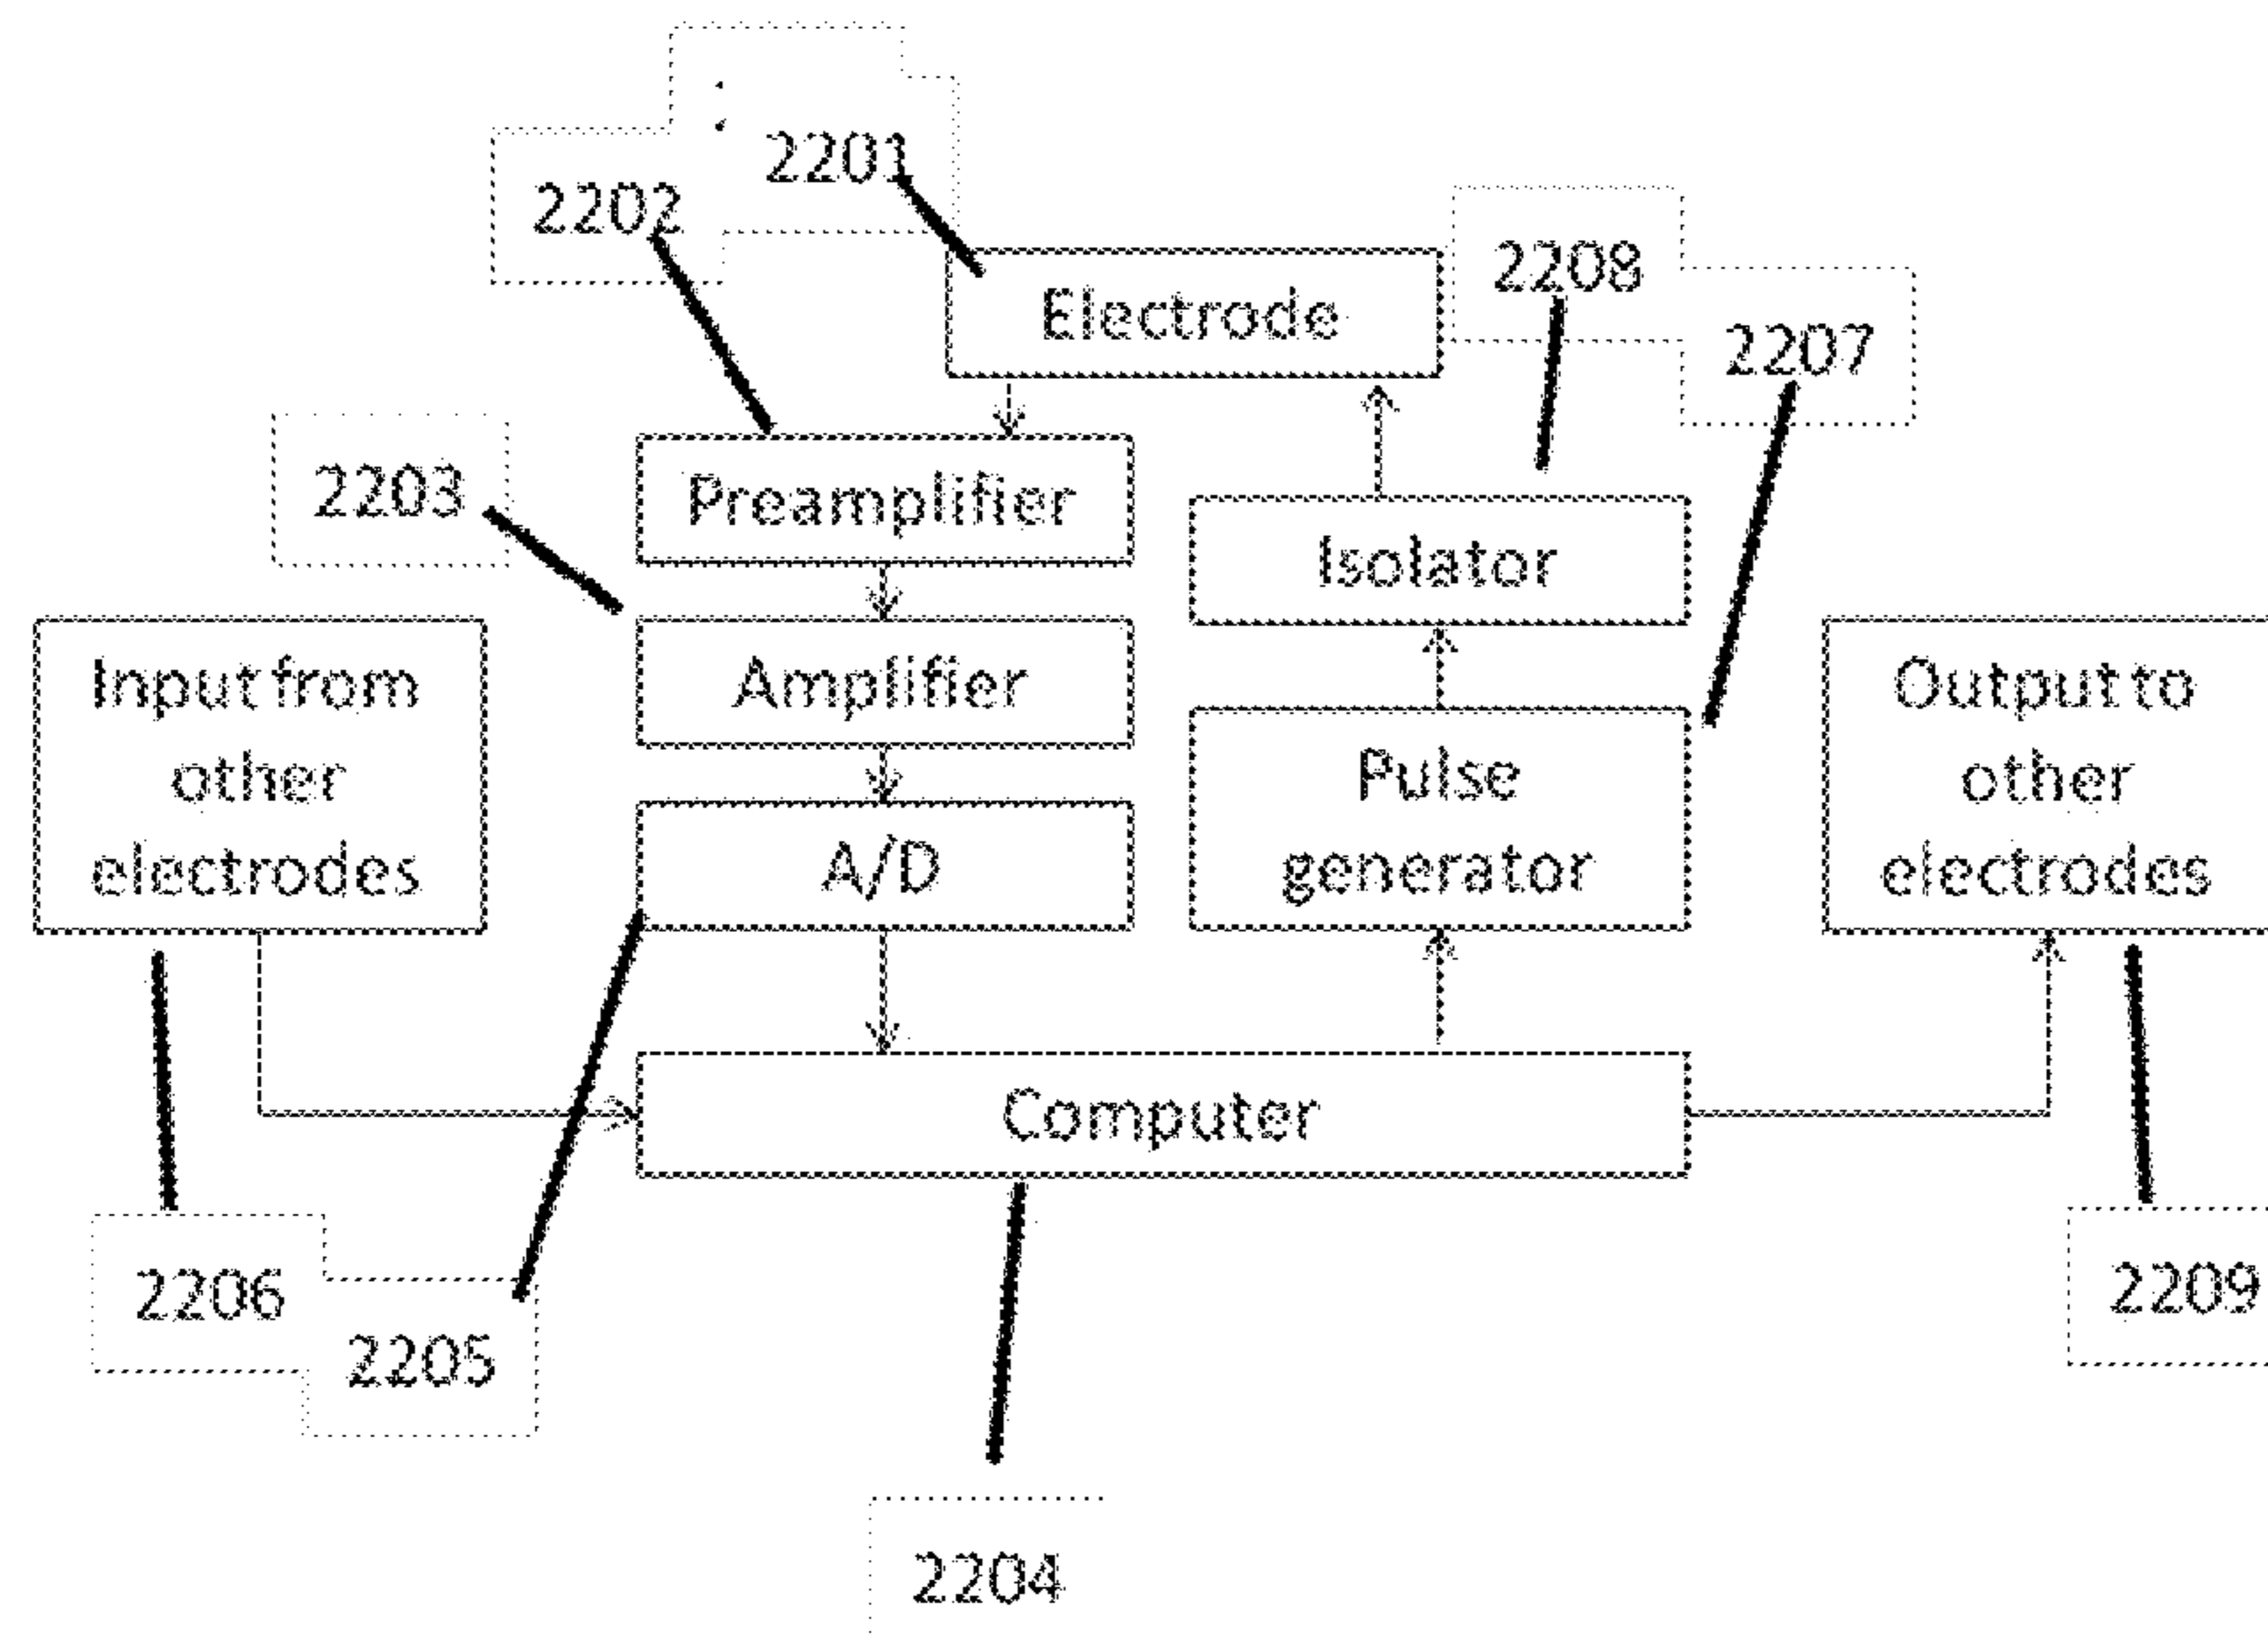 2201
2202
2208
Electrode
2207
2203
Preamplifier
Isolator
Input from
other
electrodes
Amplifier
Pulse
generator
Output to
other
electrodes
A/D
Computer
2206
2205
2209
2204